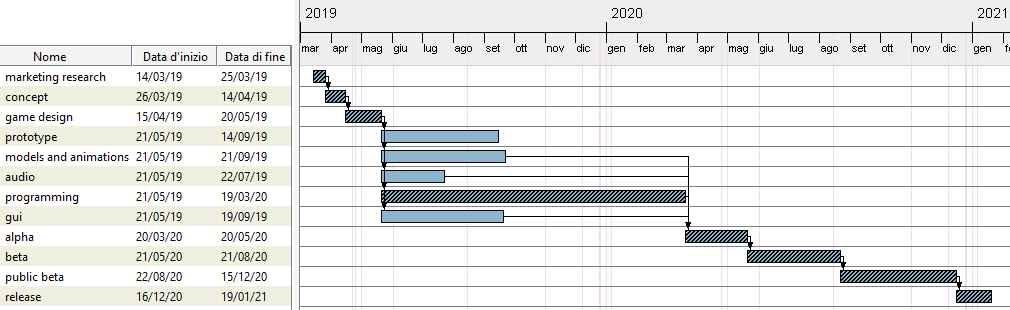 2019 2020 2021
mar apr mag giu lug ago set ott nov dic gen feb mar apr mag giu lug ago set ott nov dic gen
Nome Data d'inizio Data di fine
marketing research 14/03/19 25/03/19
concept 26/03/19 14/04/19
game design 15/04/19 20/05/19
prototype 21/05/19 14/09/19
models and animations 21/05/19 21/09/19
audio 21/05/19 22/07/19
programming 21/05/19 19/03/20
gui 21/05/19 19/09/19
alpha 20/03/20 20/05/20
beta 21/05/20 21/08/20
public beta 22/08/20 15/12/20
release 16/12/20 19/01/21